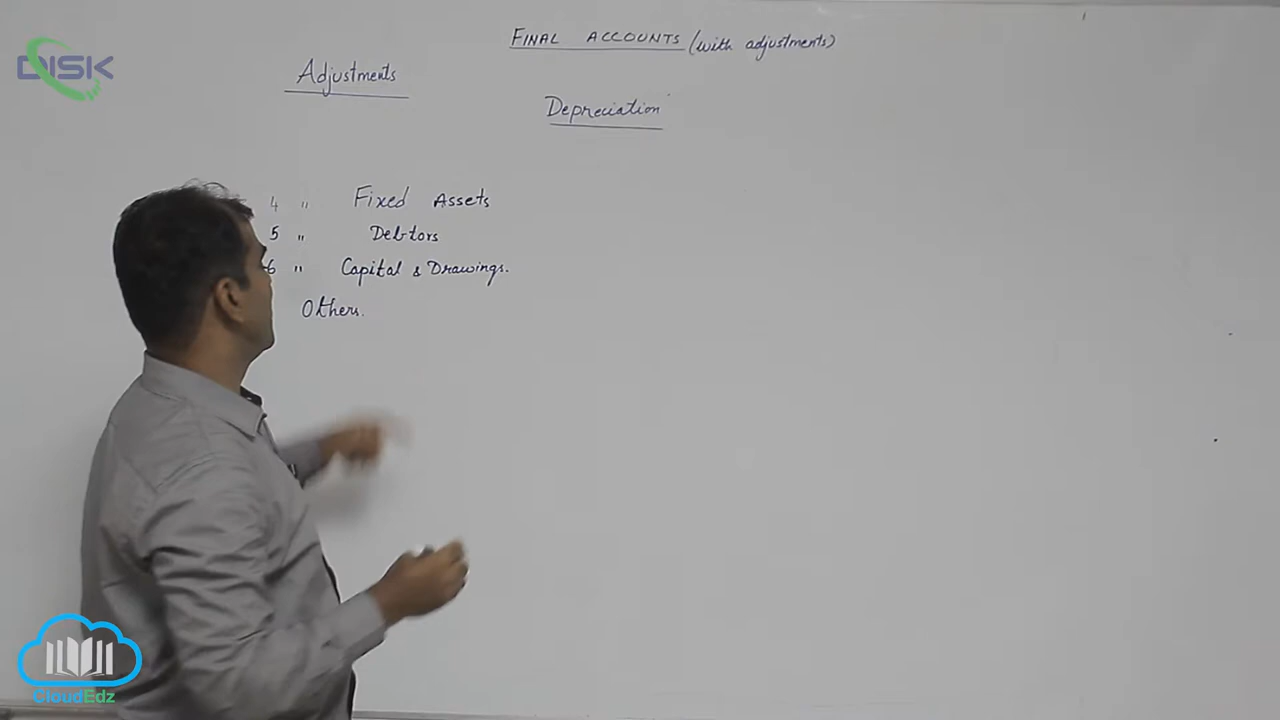 DISK
FINAL ACCOUNTS (with adjustments)
Adjustments
Depreciation
4 " Fixed Assets
5 " Debtors
6 " Capital & Drawings.
Others.
CloudEdz